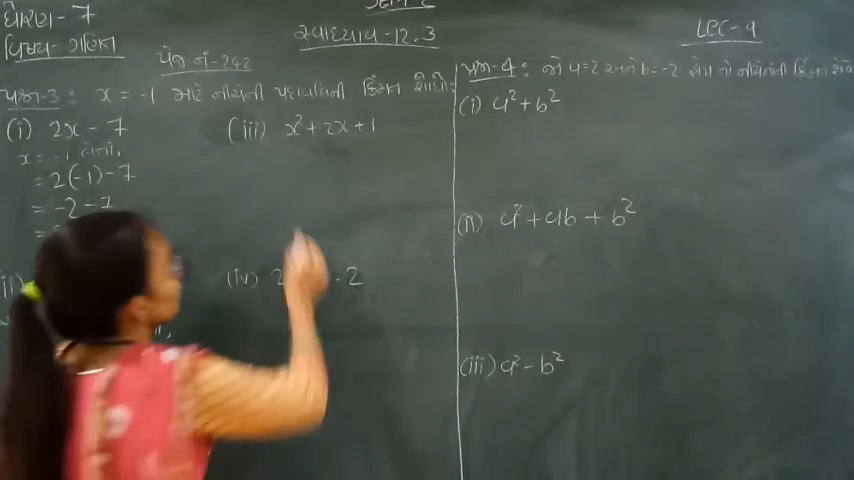 ધોરણ - 7
વિષય - ગણિત
સ્વાધ્યાય - 12.3
LEC - 9
પેજ નં - 242
પ્રશ્ન-3 : x = -1 માટે નીચેની પદાવલિની કિંમત શોધો:
(i) 2x - 7
x = -1 લેતાં,
= 2(-1) - 7
= -2 - 7
(iii) x² + 2x + 1
(iv) 2 - 2
પ્રશ્ન-4 : જો a = 2 અને b = -2 હોય તો નીચેનાની કિંમત શોધો
(i) a² + b²
(ii) a² + ab + b²
(iii) a² - b²